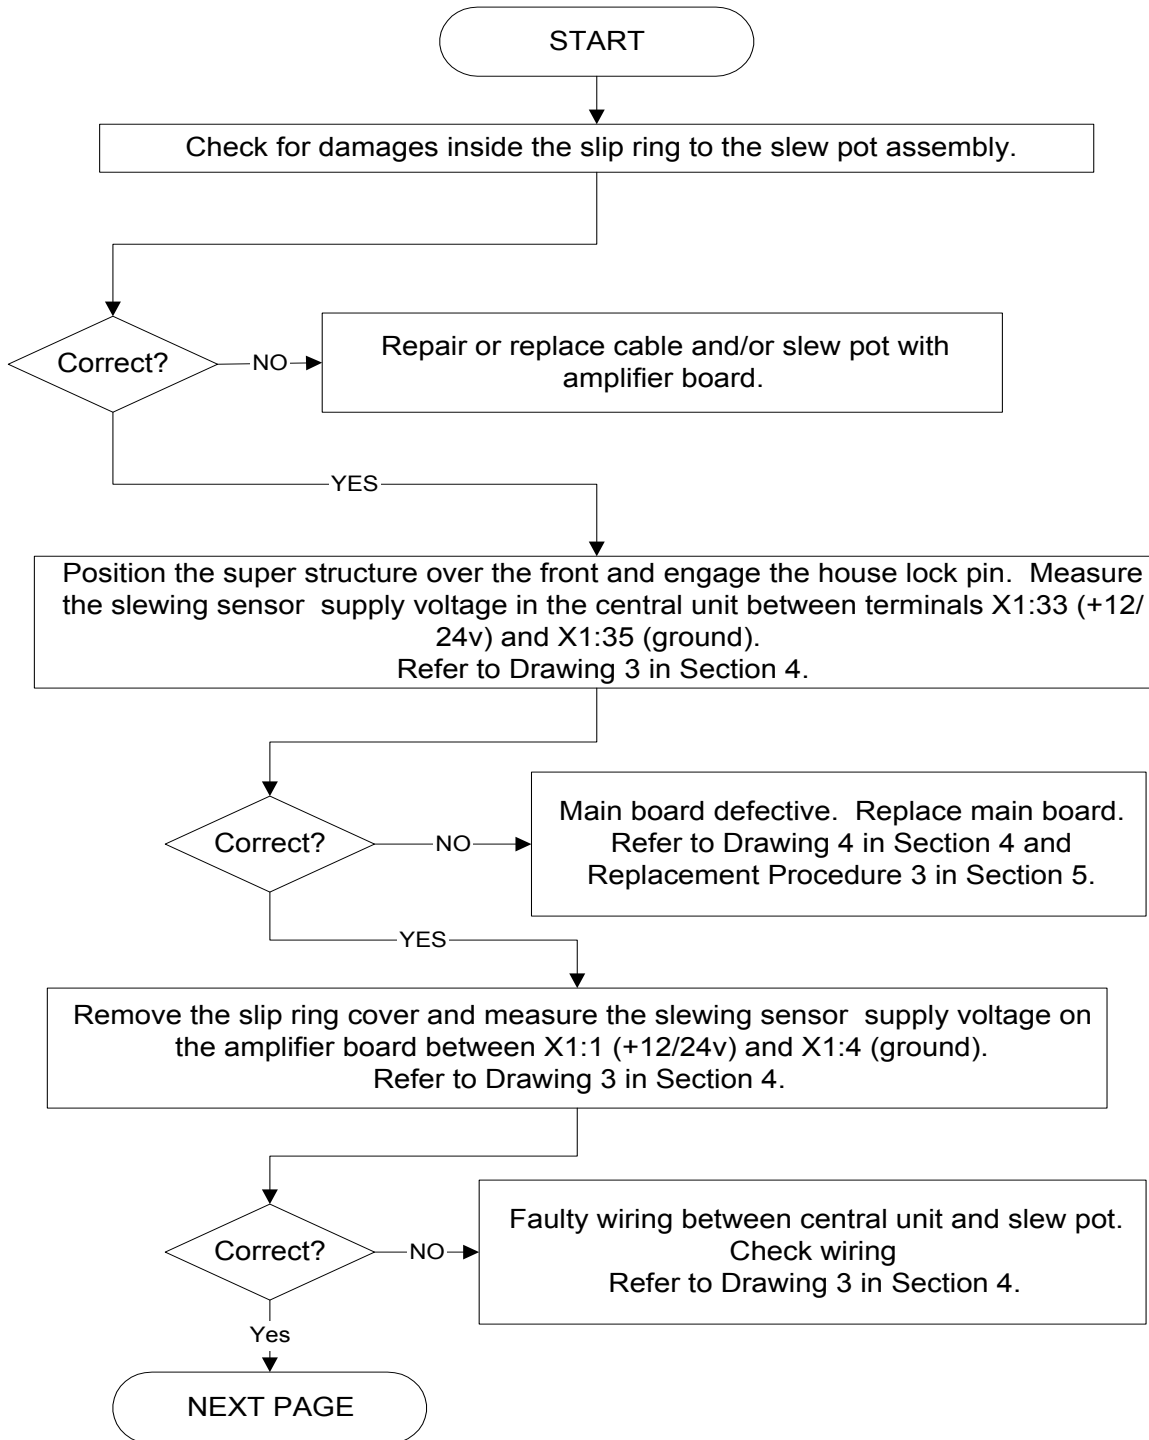 START
Check for damages inside the slip ring to the slew pot assembly.
Correct?
NO
Repair or replace cable and/or slew pot with
amplifier board.
YES
Position the super structure over the front and engage the house lock pin.  Measure
the slewing sensor  supply voltage in the central unit between terminals X1:33 (+12/
24v) and X1:35 (ground).
Refer to Drawing 3 in Section 4.
Correct?
NO
Main board defective.  Replace main board.
Refer to Drawing 4 in Section 4 and
Replacement Procedure 3 in Section 5.
YES
Remove the slip ring cover and measure the slewing sensor  supply voltage on
the amplifier board between X1:1 (+12/24v) and X1:4 (ground).
Refer to Drawing 3 in Section 4.
Correct?
NO
Faulty wiring between central unit and slew pot.
Check wiring
Refer to Drawing 3 in Section 4.
Yes
NEXT PAGE